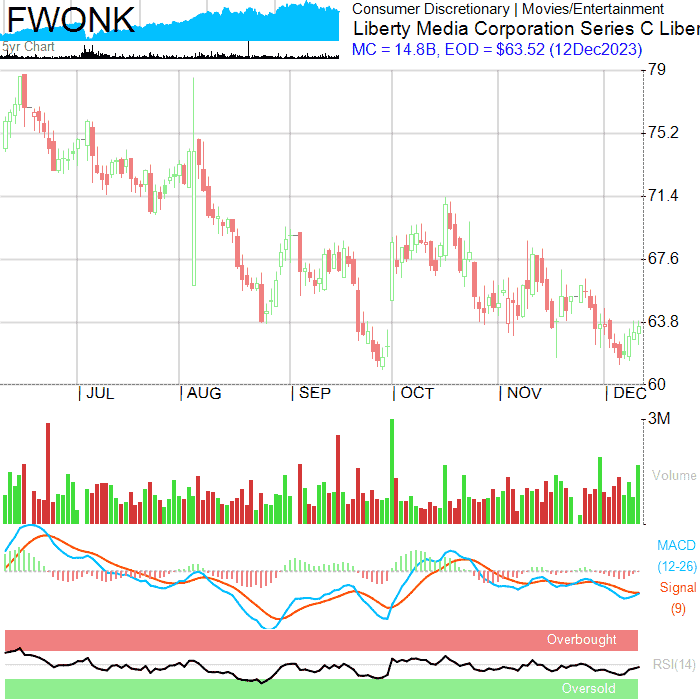 FWONK
5yr Chart
Consumer Discretionary | Movies/Entertainment
Liberty Media Corporation Series C Liber
MC = 14.8B, EOD = $63.52 (12Dec2023)
79
75.2
71.4
67.6
63.8
60
|JUL |AUG |SEP |OCT |NOV |DEC
3M
Volume
MACD
(12-26)
Signal
(9)
Overbought
RSI(14)
Oversold